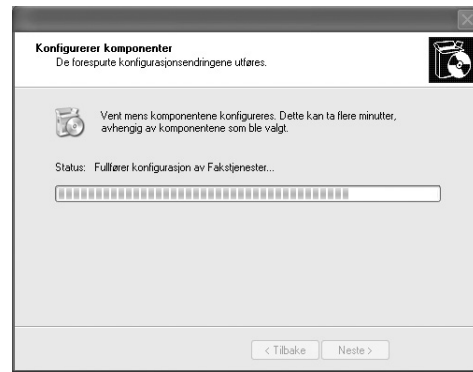 Konfigurerer komponenter
De forespurte konfigurasjonsendringene utføres.
Vent mens komponentene konfigureres. Dette kan ta flere minutter,
avhengig av komponentene som ble valgt.
Status: Fullfører konfigurasjon av Fakstjenester...
< Tilbake Neste >